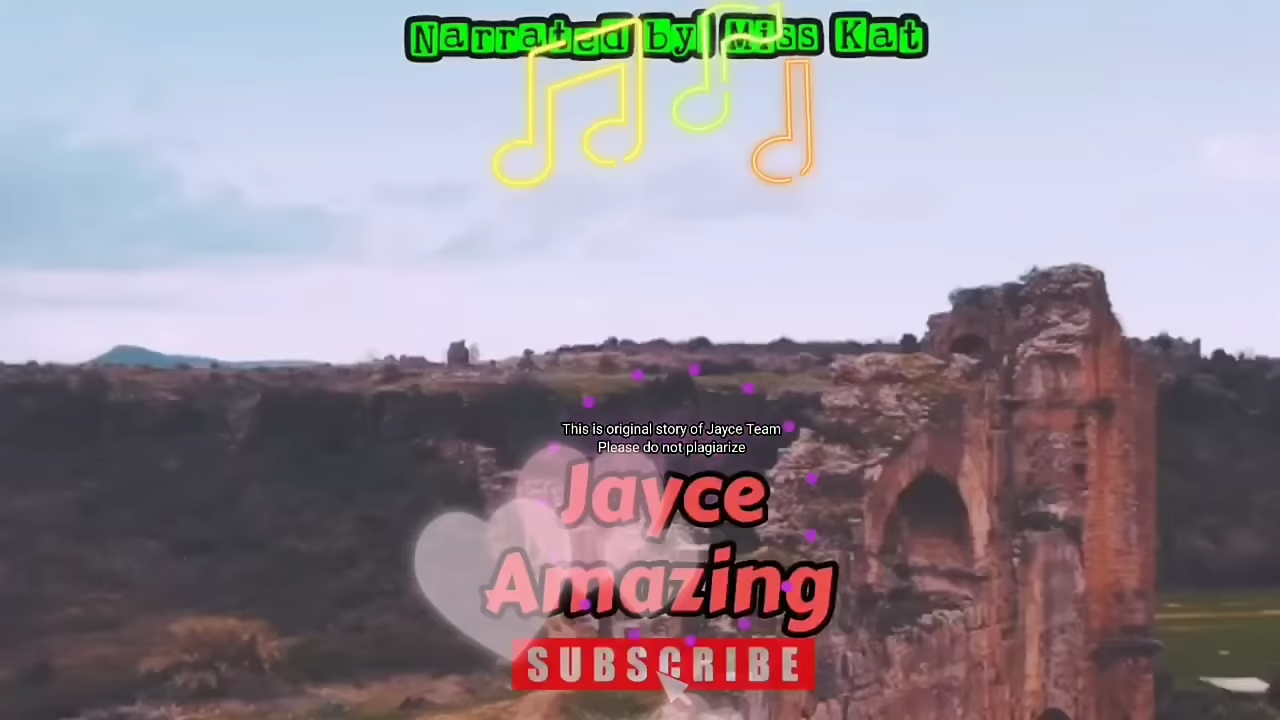 Narrated by Miss Kat
This is original story of Jayce Team
Please do not plagiarize
Jayce
Amazing
SUBSCRIBE